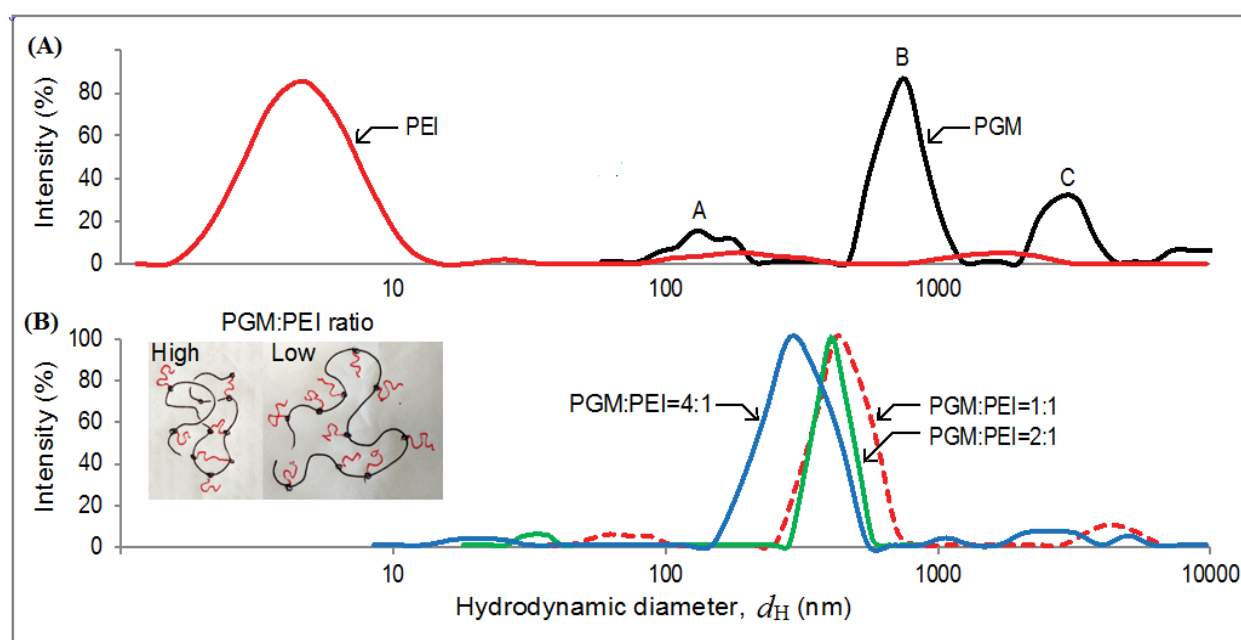 (A)
Intensity (%)
80
60
40
20
0
PEI
A
B
PGM
C
10
100
1000
(B)
PGM:PEI ratio
High
Low
Intensity (%)
100
80
60
40
20
0
PGM:PEI=4:1
PGM:PEI=1:1
PGM:PEI=2:1
10
100
1000
10000
Hydrodynamic diameter, dH (nm)